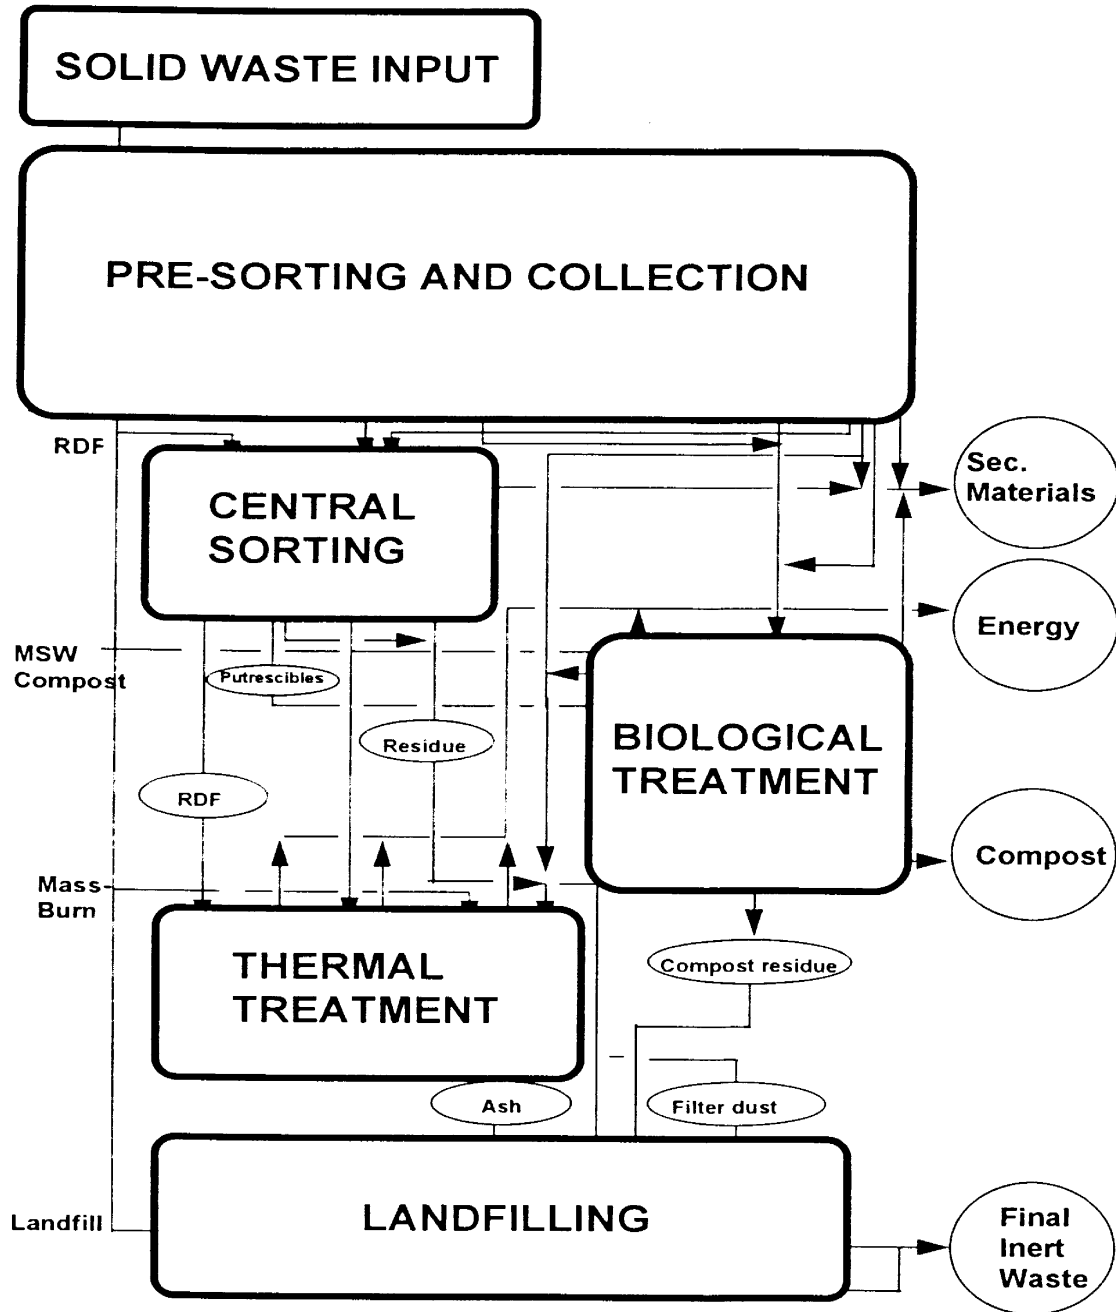 SOLID WASTE INPUT
PRE-SORTING AND COLLECTION
RDF
CENTRAL
SORTING
Sec.
Materials
Energy
MSW
Compost
Putrescibles
Residue
BIOLOGICAL
TREATMENT
RDF
Compost
Mass-
Burn
THERMAL
TREATMENT
Compost residue
Ash
Filter dust
Landfill
LANDFILLING
Final
Inert
Waste